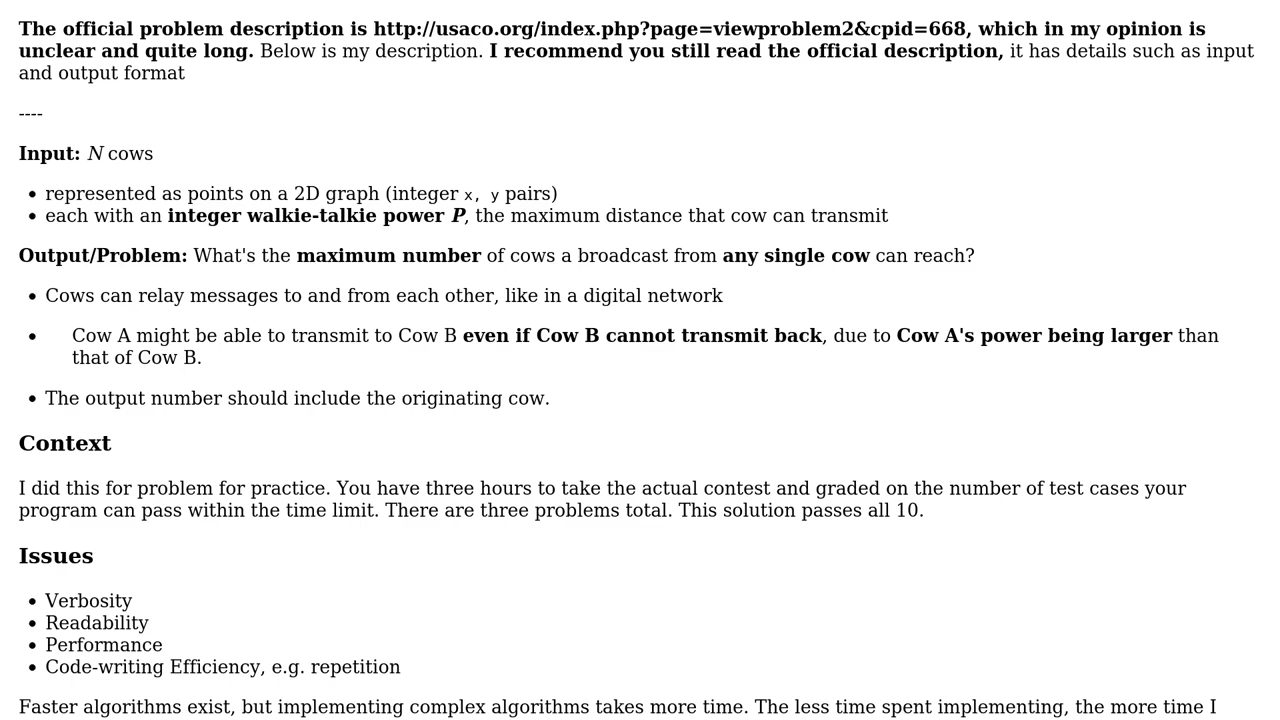 The official problem description is http://usaco.org/index.php?page=viewproblem2&cpid=668, which in my opinion is
unclear and quite long. Below is my description. I recommend you still read the official description, it has details such as input
and output format
----
Input: N cows
• represented as points on a 2D graph (integer x, y pairs)
• each with an integer walkie-talkie power P, the maximum distance that cow can transmit
Output/Problem: What's the maximum number of cows a broadcast from any single cow can reach?
• Cows can relay messages to and from each other, like in a digital network
• Cow A might be able to transmit to Cow B even if Cow B cannot transmit back, due to Cow A's power being larger than
that of Cow B.
• The output number should include the originating cow.
Context
I did this for problem for practice. You have three hours to take the actual contest and graded on the number of test cases your
program can pass within the time limit. There are three problems total. This solution passes all 10.
Issues
• Verbosity
• Readability
• Performance
• Code-writing Efficiency, e.g. repetition
Faster algorithms exist, but implementing complex algorithms takes more time. The less time spent implementing, the more time I